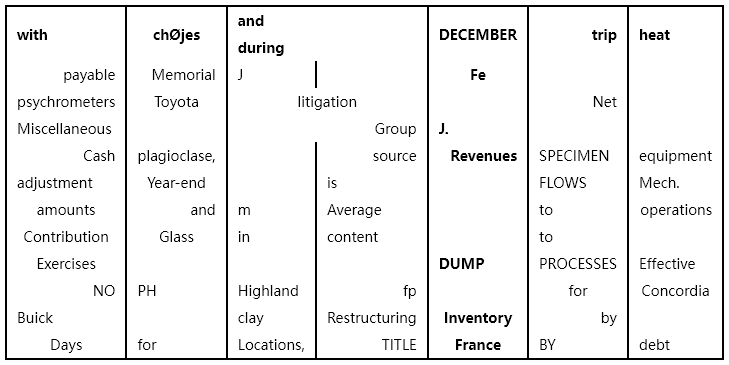 with chØjes and during DECEMBER trip heat
payable Memorial J Fe
psychrometers Toyota litigation Net
Miscellaneous Group J.
Cash plagioclase, source Revenues SPECIMEN equipment
adjustment Year-end is FLOWS Mech.
amounts and m Average to operations
Contribution Glass in content to
Exercises DUMP PROCESSES Effective
NO PH Highland fp for Concordia
Buick clay Restructuring Inventory by
Days for Locations, TITLE France BY debt